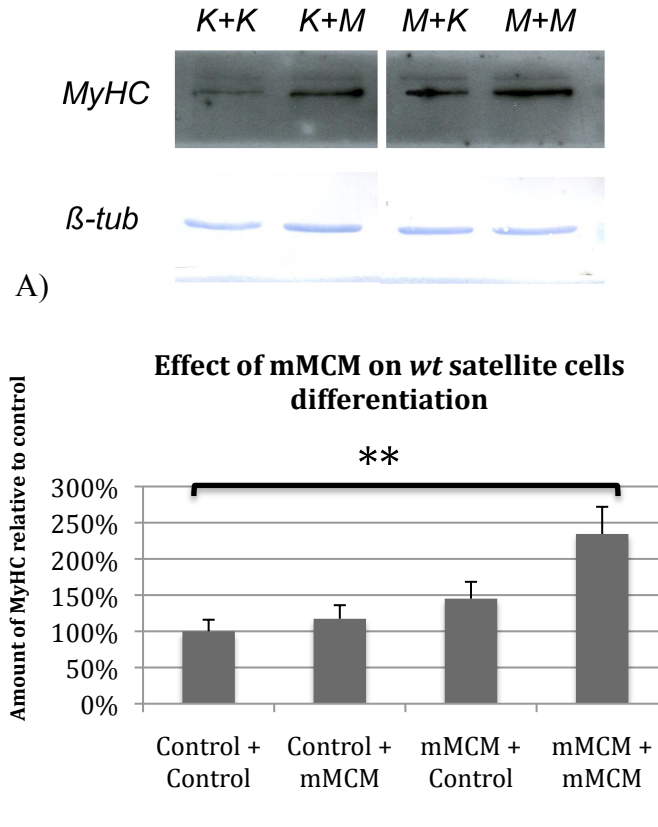 K+K K+M M+K M+M
MyHC
ß-tub
A)
Effect of mMCM on wt satellite cells
differentiation
Amount of MyHC relative to control
**
300%
250%
200%
150%
100%
50%
0%
Control + Control + mMCM + mMCM +
Control mMCM Control mMCM